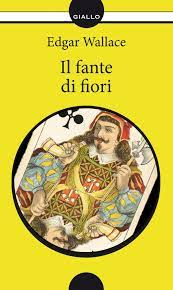 GIALLO
Edgar Wallace
Il fante
di fiori